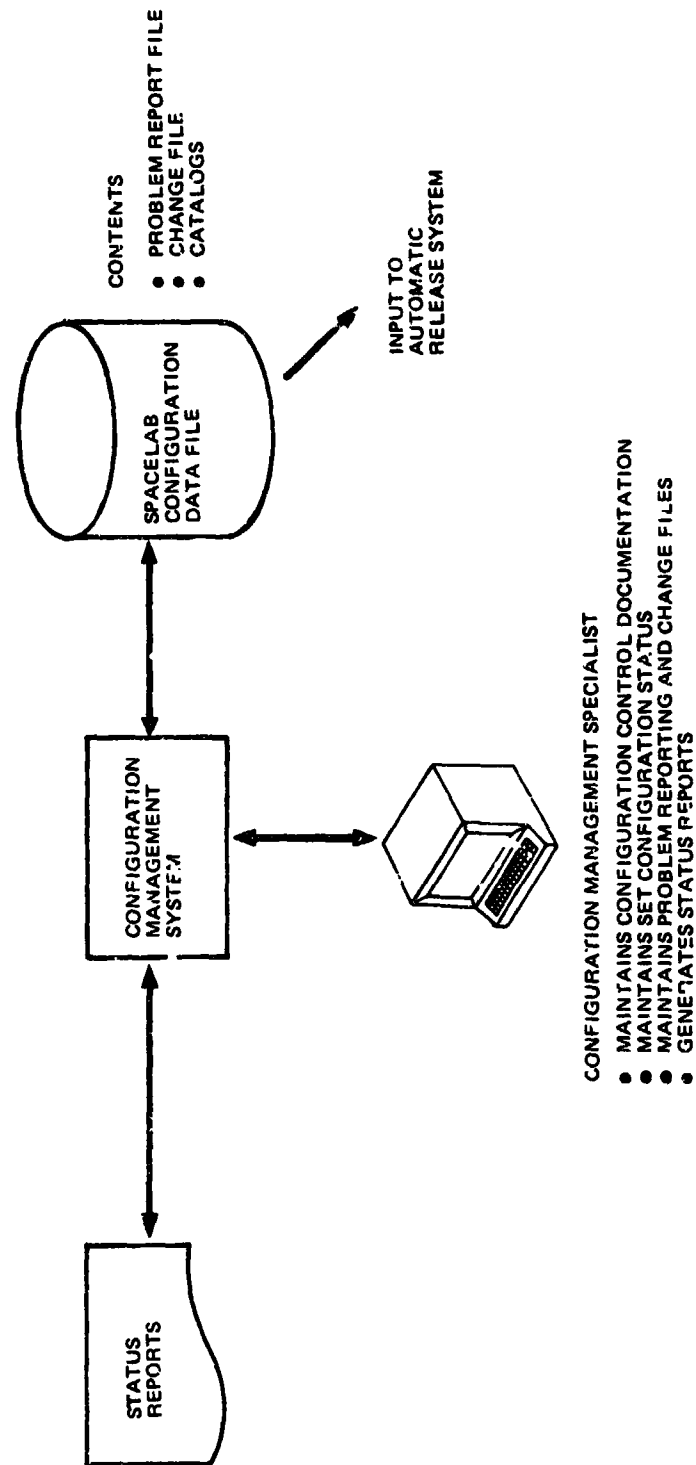 STATUS
REPORTS
CONFIGURATION
MANAGEMENT
SYSTEM
SPACELAB
CONFIGURATION
DATA FILE
CONTENTS
● PROBLEM REPORT FILE
● CHANGE FILE
● CATALOGS
INPUT TO
AUTOMATIC
RELEASE SYSTEM
CONFIGURATION MANAGEMENT SPECIALIST
● MAINTAINS CONFIGURATION CONTROL DOCUMENTATION
● MAINTAINS SET CONFIGURATION STATUS
● MAINTAINS PROBLEM REPORTING AND CHANGE FILES
● GENERATES STATUS REPORTS